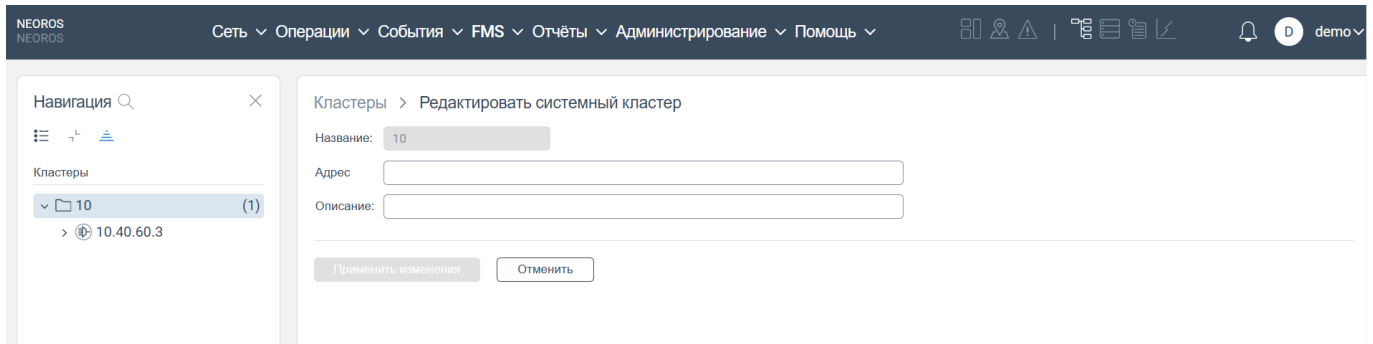 NEOROS
NEOROS
Сеть Операции События FMS Отчёты Администрирование Помощь
D demo
Навигация
Кластеры
10 (1)
10.40.60.3
Кластеры > Редактировать системный кластер
Название: 10
Адрес
Описание:
Применить изменения Отменить